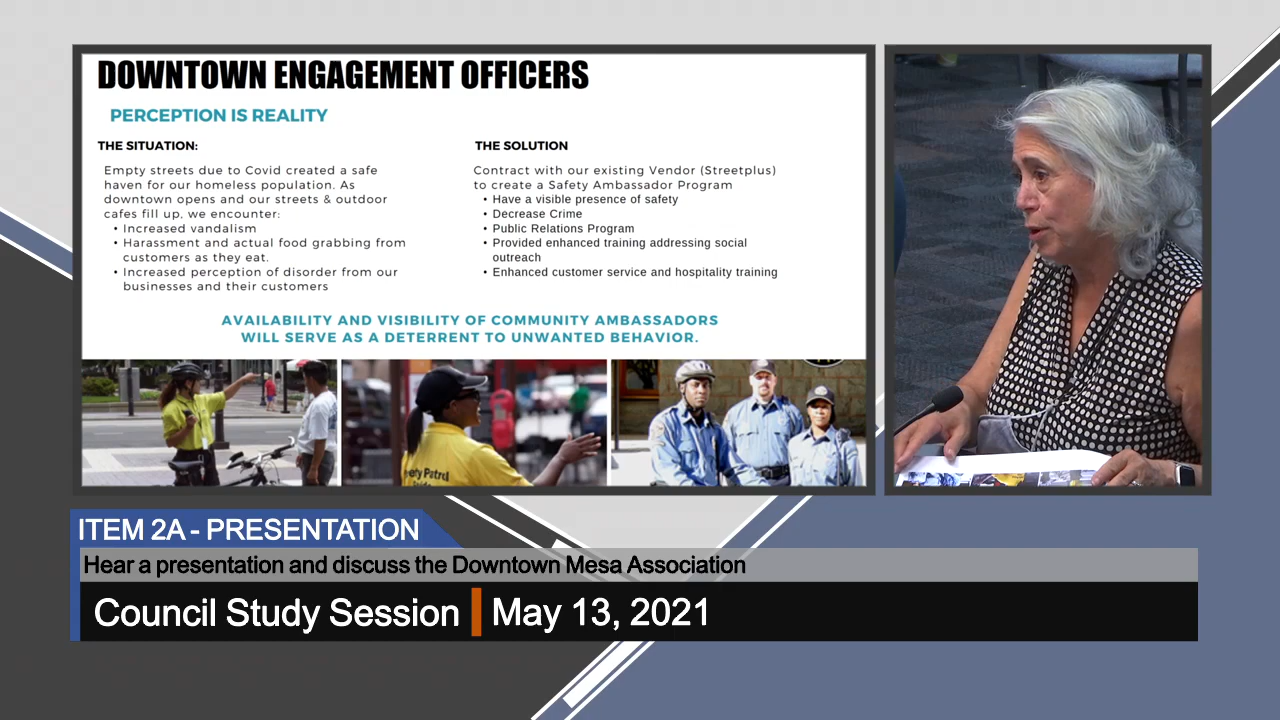 DOWNTOWN ENGAGEMENT OFFICERS
PERCEPTION IS REALITY
THE SITUATION:
Empty streets due to Covid created a safe
haven for our homeless population. As
downtown opens and our streets & outdoor
cafes fill up, we encounter:
• Increased vandalism
• Harassment and actual food grabbing from
customers as they eat.
• Increased perception of disorder from our
businesses and their customers
THE SOLUTION
Contract with our existing Vendor (Streetplus)
to create a Safety Ambassador Program
• Have a visible presence of safety
• Decrease Crime
• Public Relations Program
• Provided enhanced training addressing social
outreach
• Enhanced customer service and hospitality training
AVAILABILITY AND VISIBILITY OF COMMUNITY AMBASSADORS
WILL SERVE AS A DETERRENT TO UNWANTED BEHAVIOR.
ITEM 2A - PRESENTATION
Hear a presentation and discuss the Downtown Mesa Association
Council Study Session
May 13, 2021